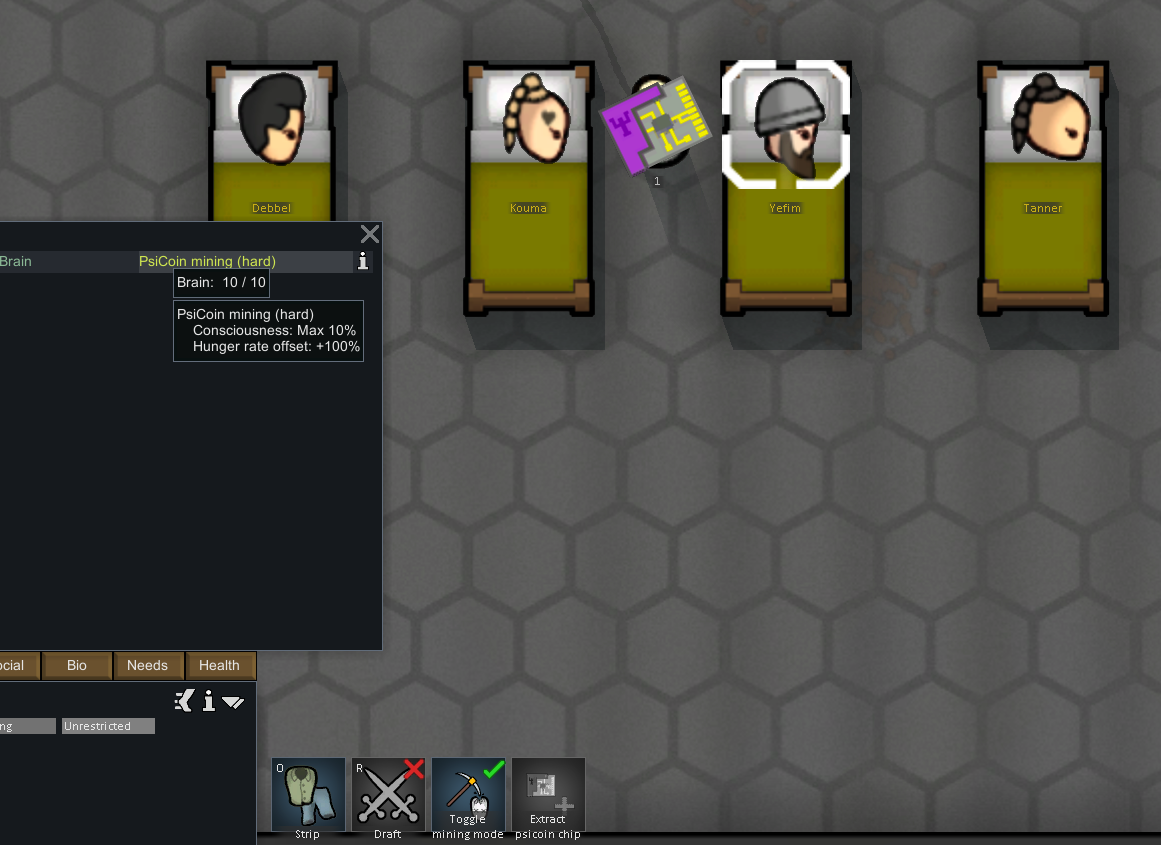 Debbel
Kouma
1
Yefim
Tanner
Brain
PsiCoin mining (hard)
Brain: 10 / 10
PsiCoin mining (hard)
Consciousness: Max 10%
Hunger rate offset: +100%
ocial
Bio
Needs
Health
ng
Unrestricted
O
Strip
R
Draft
Toggle
mining mode
Extract
psicoin chip